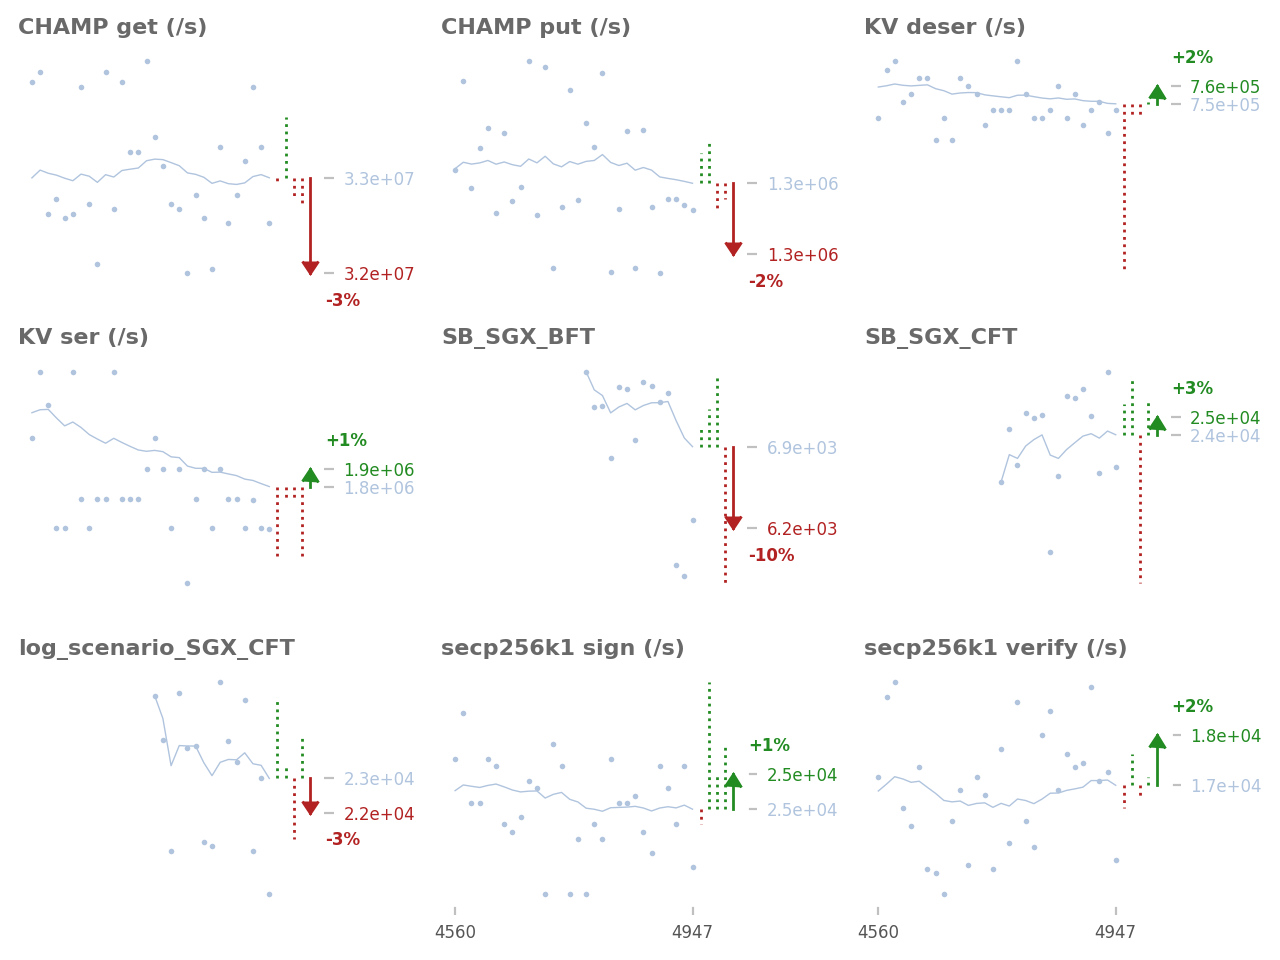 CHAMP get (/s)
3.3e+07
3.2e+07
-3%
CHAMP put (/s)
1.3e+06
1.3e+06
-2%
KV deser (/s)
+2%
7.6e+05
7.5e+05
KV ser (/s)
+1%
1.9e+06
1.8e+06
SB_SGX_BFT
6.9e+03
6.2e+03
-10%
SB_SGX_CFT
+3%
2.5e+04
2.4e+04
log_scenario_SGX_CFT
2.3e+04
2.2e+04
-3%
secp256k1 sign (/s)
+1%
2.5e+04
2.5e+04
4560 4947
secp256k1 verify (/s)
+2%
1.8e+04
1.7e+04
4560 4947